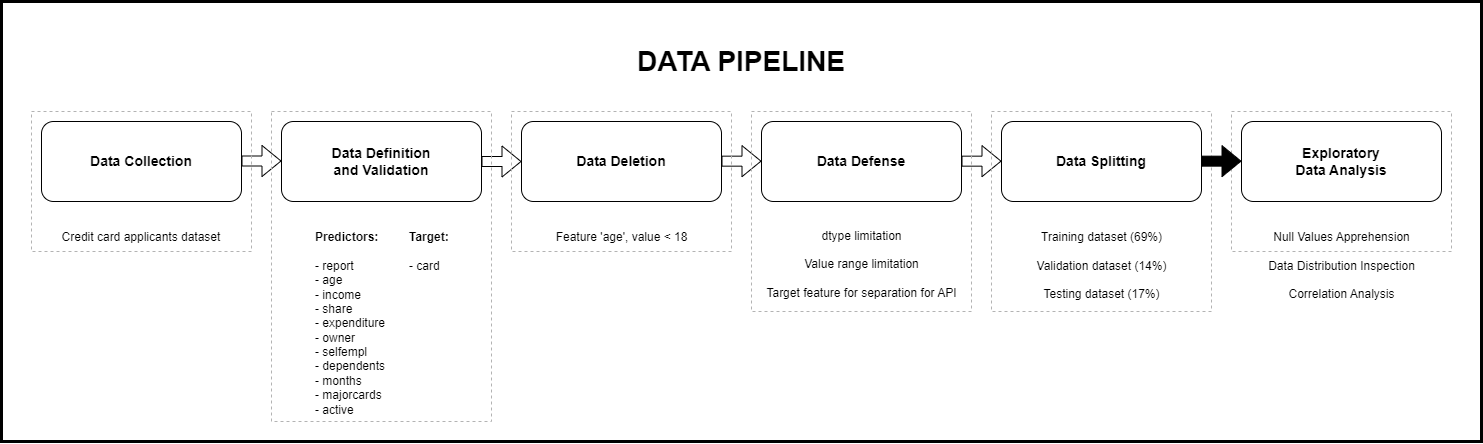 DATA PIPELINE
Data Collection
Credit card applicants dataset
Data Definition
and Validation
Predictors:
- report
- age
- income
- share
- expenditure
- owner
- selfempl
- dependents
- months
- majorcards
- active
Target:
- card
Data Deletion
Feature 'age', value < 18
Data Defense
dtype limitation
Value range limitation
Target feature for separation for API
Data Splitting
Training dataset (69%)
Validation dataset (14%)
Testing dataset (17%)
Exploratory
Data Analysis
Null Values Apprehension
Data Distribution Inspection
Correlation Analysis